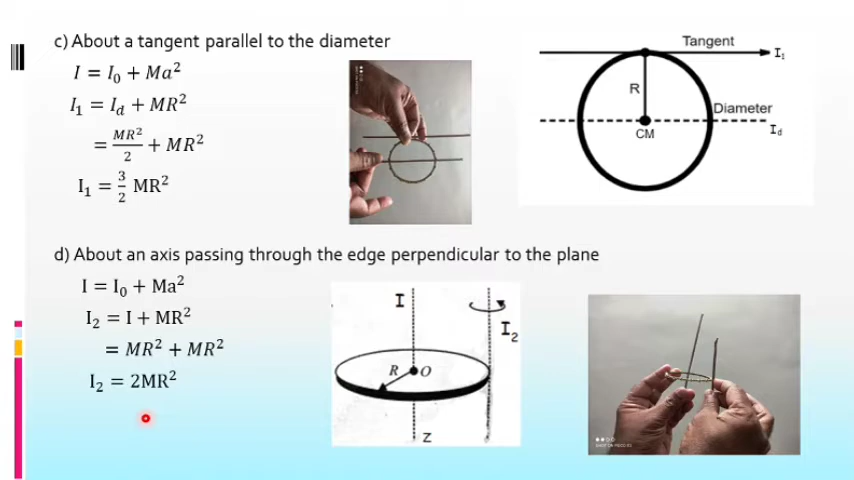 c) About a tangent parallel to the diameter
I = I₀ + Ma²
I₁ = I_d + MR²
= MR²/2 + MR²
I₁ = 3/2 MR²
Tangent
I₁
R
Diameter
CM
I_d
d) About an axis passing through the edge perpendicular to the plane
I = I₀ + Ma²
I₂ = I + MR²
= MR² + MR²
I₂ = 2MR²
I
I₂
R
O
Z